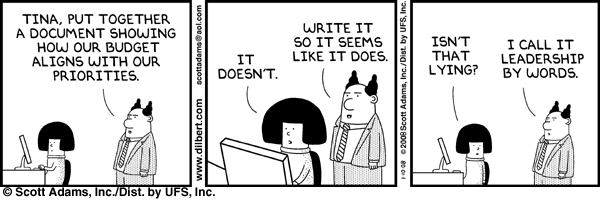 TINA, PUT TOGETHER
A DOCUMENT SHOWING
HOW OUR BUDGET
ALIGNS WITH OUR
PRIORITIES.
www.dilbert.com
scottadams@aol.com
IT
DOESN'T.
WRITE IT
SO IT SEEMS
LIKE IT DOES.
1-10-08
© 2008 Scott Adams, Inc./Dist. by UFS, Inc.
ISN'T
THAT
LYING?
I CALL IT
LEADERSHIP
BY WORDS.
© Scott Adams, Inc./Dist. by UFS, Inc.